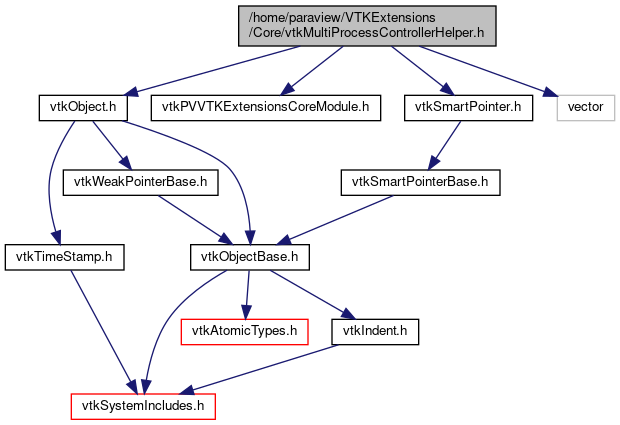 /home/paraview/VTKExtensions
/Core/vtkMultiProcessControllerHelper.h
vtkObject.h
vtkPVVTKExtensionsCoreModule.h
vtkSmartPointer.h
vector
vtkWeakPointerBase.h
vtkSmartPointerBase.h
vtkTimeStamp.h
vtkObjectBase.h
vtkAtomicTypes.h
vtkIndent.h
vtkSystemIncludes.h